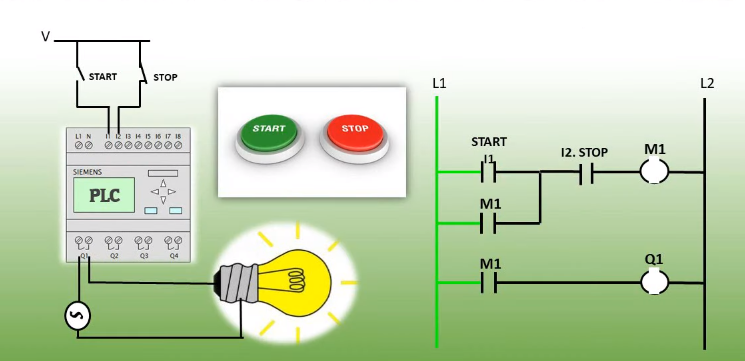 V
START
STOP
L1 N I1 I2 I3 I4 I5 I6 I7 I8
SIEMENS
PLC
Q1 Q2 Q3 Q4
START
STOP
L1
L2
START
I1
I2. STOP
M1
M1
M1
Q1